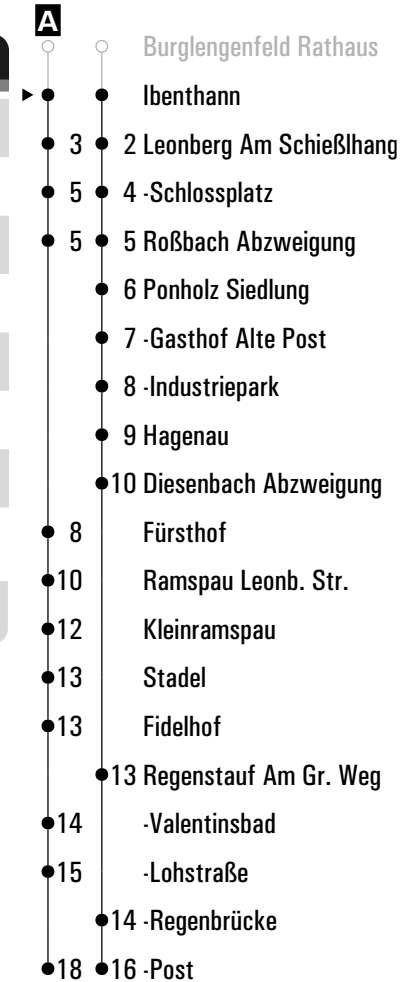 A
Burglengenfeld Rathaus
Ibenthann
3 2 Leonberg Am Schießlhang
5 4 -Schlossplatz
5 5 Roßbach Abzweigung
6 Ponholz Siedlung
7 -Gasthof Alte Post
8 -Industriepark
9 Hagenau
10 Diesenbach Abzweigung
8 Fürsthof
10 Ramspau Leonb. Str.
12 Kleinramspau
13 Stadel
13 Fidelhof
13 Regenstauf Am Gr. Weg
14 -Valentinsbad
15 -Lohstraße
14 -Regenbrücke
18 16 -Post